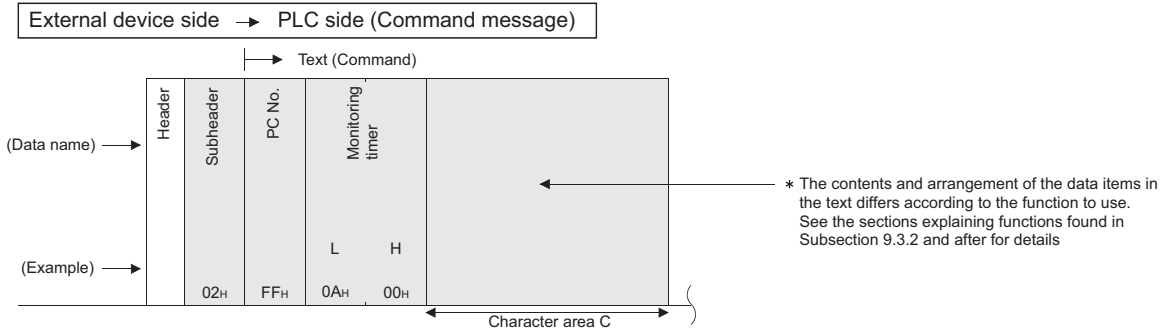 External device side → PLC side (Command message)
Text (Command)
(Data name)
Header
Subheader
PC No.
Monitoring
timer
* The contents and arrangement of the data items in
the text differs according to the function to use.
See the sections explaining functions found in
Subsection 9.3.2 and after for details
L H
(Example)
02H FFH 0AH 00H
Character area C